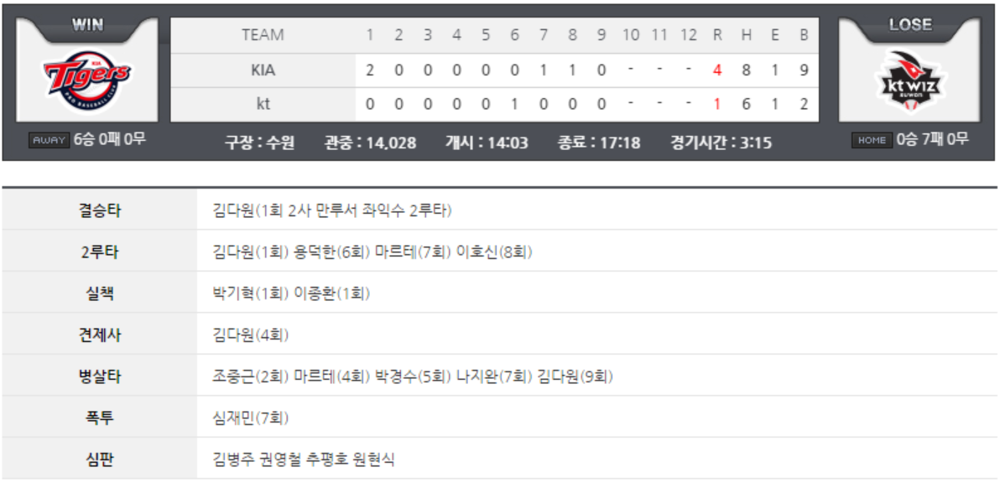 WIN
KIA
Tigers
PRO BASEBALL CLUB
AWAY 6승 0패 0무
TEAM 1 2 3 4 5 6 7 8 9 10 11 12 R H E B
KIA 2 0 0 0 0 0 1 1 0 - - - 4 8 1 9
kt 0 0 0 0 0 1 0 0 0 - - - 1 6 1 2
구장 : 수원 관중 : 14,028 개시 : 14:03 종료 : 17:18 경기시간 : 3:15
LOSE
kt wiz
SUWON
HOME 0승 7패 0무
결승타 김다원(1회 2사 만루서 좌익수 2루타)
2루타 김다원(1회) 용덕한(6회) 마르테(7회) 이호신(8회)
실책 박기혁(1회) 이종환(1회)
견제사 김다원(4회)
병살타 조중근(2회) 마르테(4회) 박경수(5회) 나지완(7회) 김다원(9회)
폭투 심재민(7회)
심판 김병주 권영철 추평호 원현식